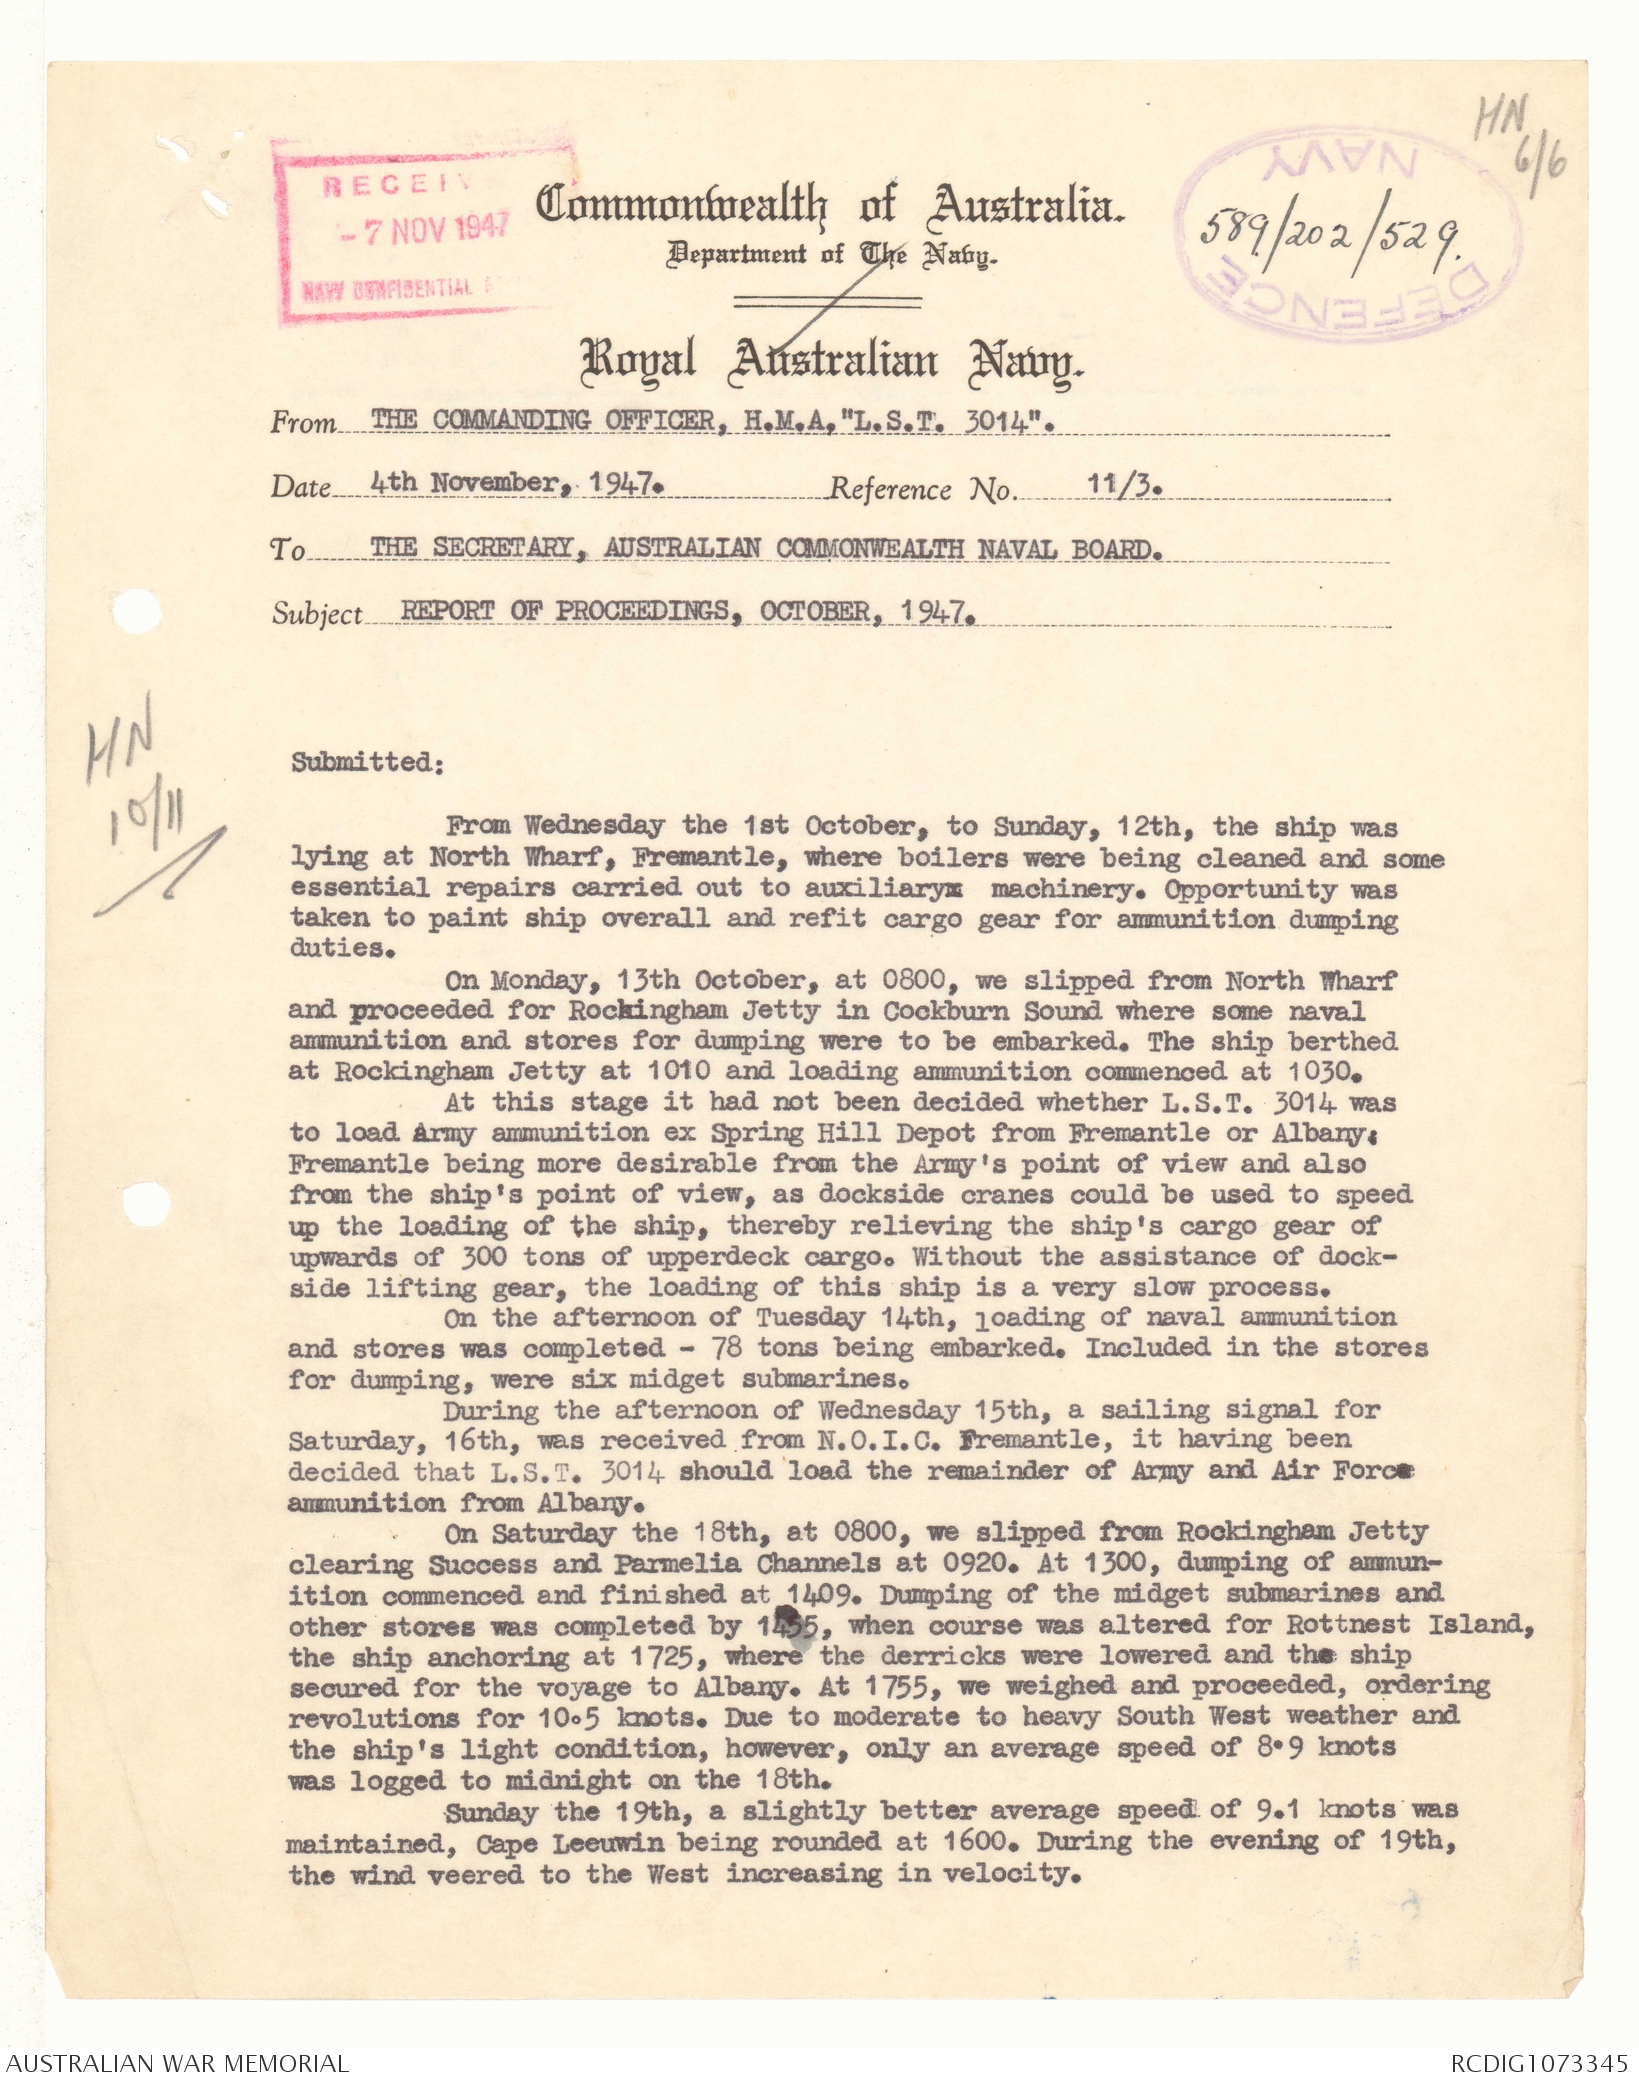 HN
6/6
RECEIV
- 7 NOV 1947
NAVY CONFIDENTIAL
NAVY
589/202/529.
DEFENCE
Commonwealth of Australia.
Department of The Navy.
Royal Australian Navy.
From THE COMMANDING OFFICER, H.M.A."L.S.T. 3014".
Date 4th November, 1947. Reference No. 11/3.
To THE SECRETARY, AUSTRALIAN COMMONWEALTH NAVAL BOARD.
Subject REPORT OF PROCEEDINGS, OCTOBER, 1947.
HN
10/11
Submitted:
From Wednesday the 1st October, to Sunday, 12th, the ship was
lying at North Wharf, Fremantle, where boilers were being cleaned and some
essential repairs carried out to auxiliaryx machinery. Opportunity was
taken to paint ship overall and refit cargo gear for ammunition dumping
duties.
On Monday, 13th October, at 0800, we slipped from North Wharf
and proceeded for Rockingham Jetty in Cockburn Sound where some naval
ammunition and stores for dumping were to be embarked. The ship berthed
at Rockingham Jetty at 1010 and loading ammunition commenced at 1030.
At this stage it had not been decided whether L.S.T. 3014 was
to load Army ammunition ex Spring Hill Depot from Fremantle or Albany;
Fremantle being more desirable from the Army's point of view and also
from the ship's point of view, as dockside cranes could be used to speed
up the loading of the ship, thereby relieving the ship's cargo gear of
upwards of 300 tons of upperdeck cargo. Without the assistance of dock-
side lifting gear, the loading of this ship is a very slow process.
On the afternoon of Tuesday 14th, loading of naval ammunition
and stores was completed - 78 tons being embarked. Included in the stores
for dumping, were six midget submarines.
During the afternoon of Wednesday 15th, a sailing signal for
Saturday, 16th, was received from N.O.I.C. Fremantle, it having been
decided that L.S.T. 3014 should load the remainder of Army and Air Force
ammunition from Albany.
On Saturday the 18th, at 0800, we slipped from Rockingham Jetty
clearing Success and Parmelia Channels at 0920. At 1300, dumping of ammun-
ition commenced and finished at 1409. Dumping of the midget submarines and
other stores was completed by 1455, when course was altered for Rottnest Island,
the ship anchoring at 1725, where the derricks were lowered and the ship
secured for the voyage to Albany. At 1755, we weighed and proceeded, ordering
revolutions for 10.5 knots. Due to moderate to heavy South West weather and
the ship's light condition, however, only an average speed of 8.9 knots
was logged to midnight on the 18th.
Sunday the 19th, a slightly better average speed of 9.1 knots was
maintained, Cape Leeuwin being rounded at 1600. During the evening of 19th,
the wind veered to the West increasing in velocity.
AUSTRALIAN WAR MEMORIAL
RCDIG1073345